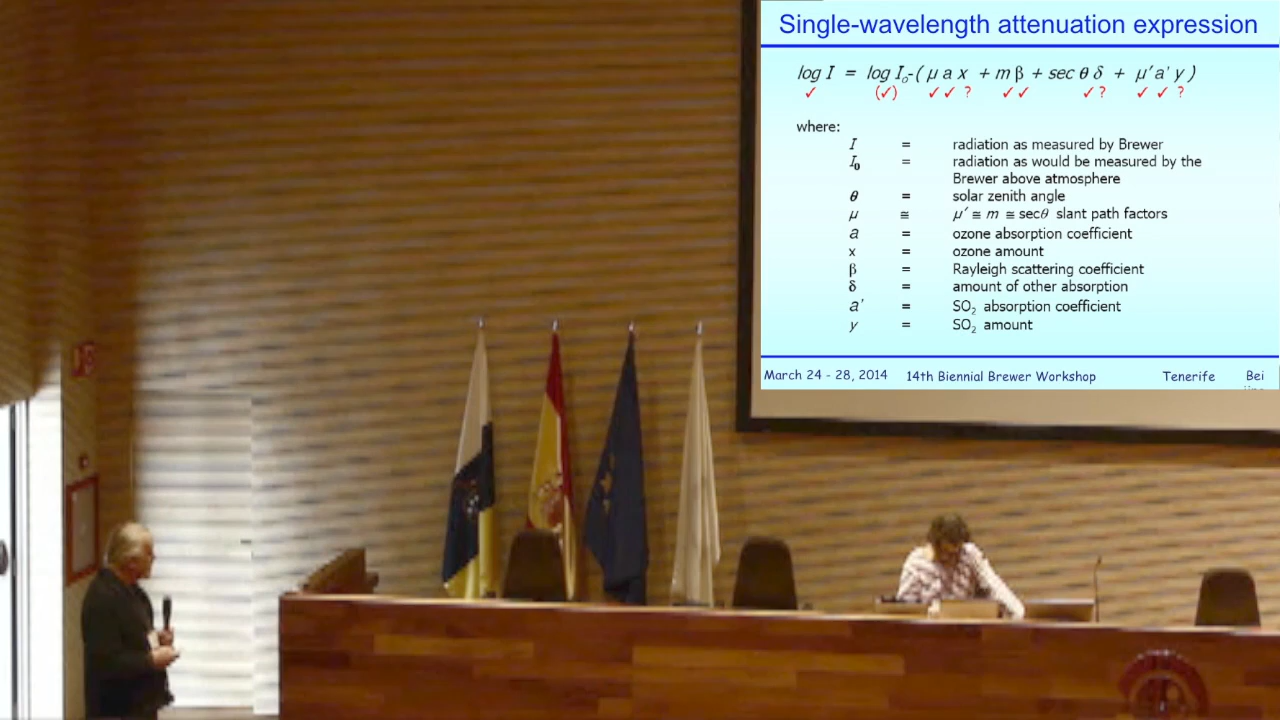 Single-wavelength attenuation expression
log I = log I₀-( μ a x + m β + sec θ δ + μ′ a' y )
✓ (✓) ✓ ✓ ? ✓ ✓ ✓ ? ✓ ✓ ?
where:
I = radiation as measured by Brewer
I₀ = radiation as would be measured by the
Brewer above atmosphere
θ = solar zenith angle
μ ≅ μ′ ≅ m ≅ secθ slant path factors
a = ozone absorption coefficient
x = ozone amount
β = Rayleigh scattering coefficient
δ = amount of other absorption
a' = SO₂ absorption coefficient
y = SO₂ amount
March 24 - 28, 2014 14th Biennial Brewer Workshop Tenerife Bei